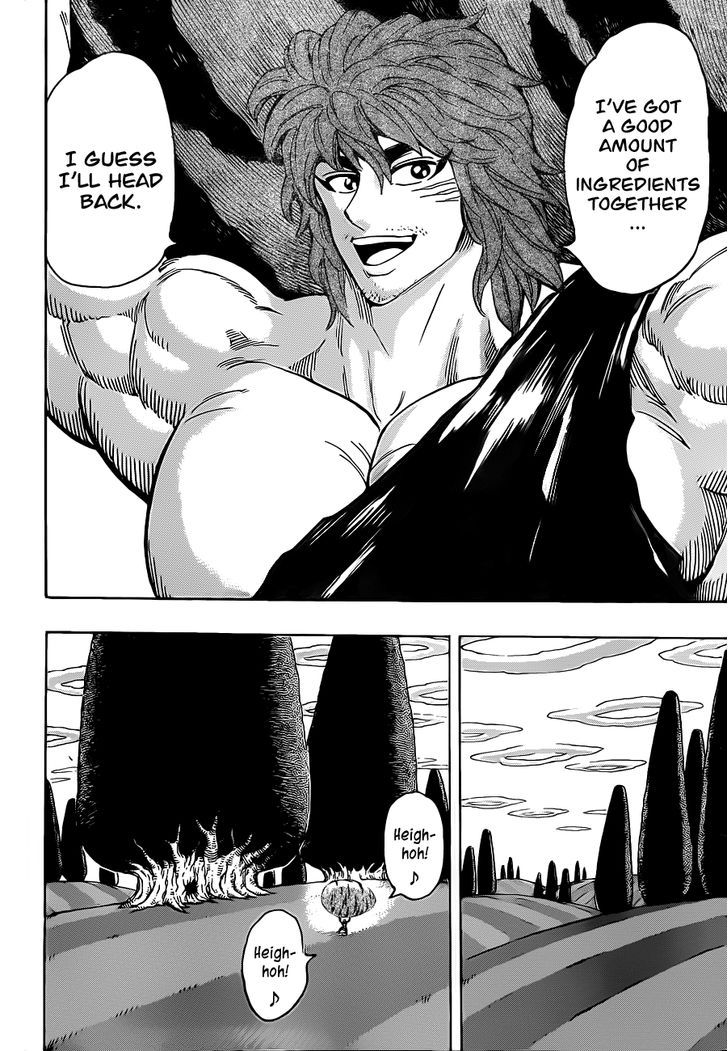 I'VE GOT
A GOOD
AMOUNT
OF
INGREDIENTS
TOGETHER
...
I GUESS
I'LL HEAD
BACK.
Heigh-
hoh!
♪
Heigh-
hoh!
♪